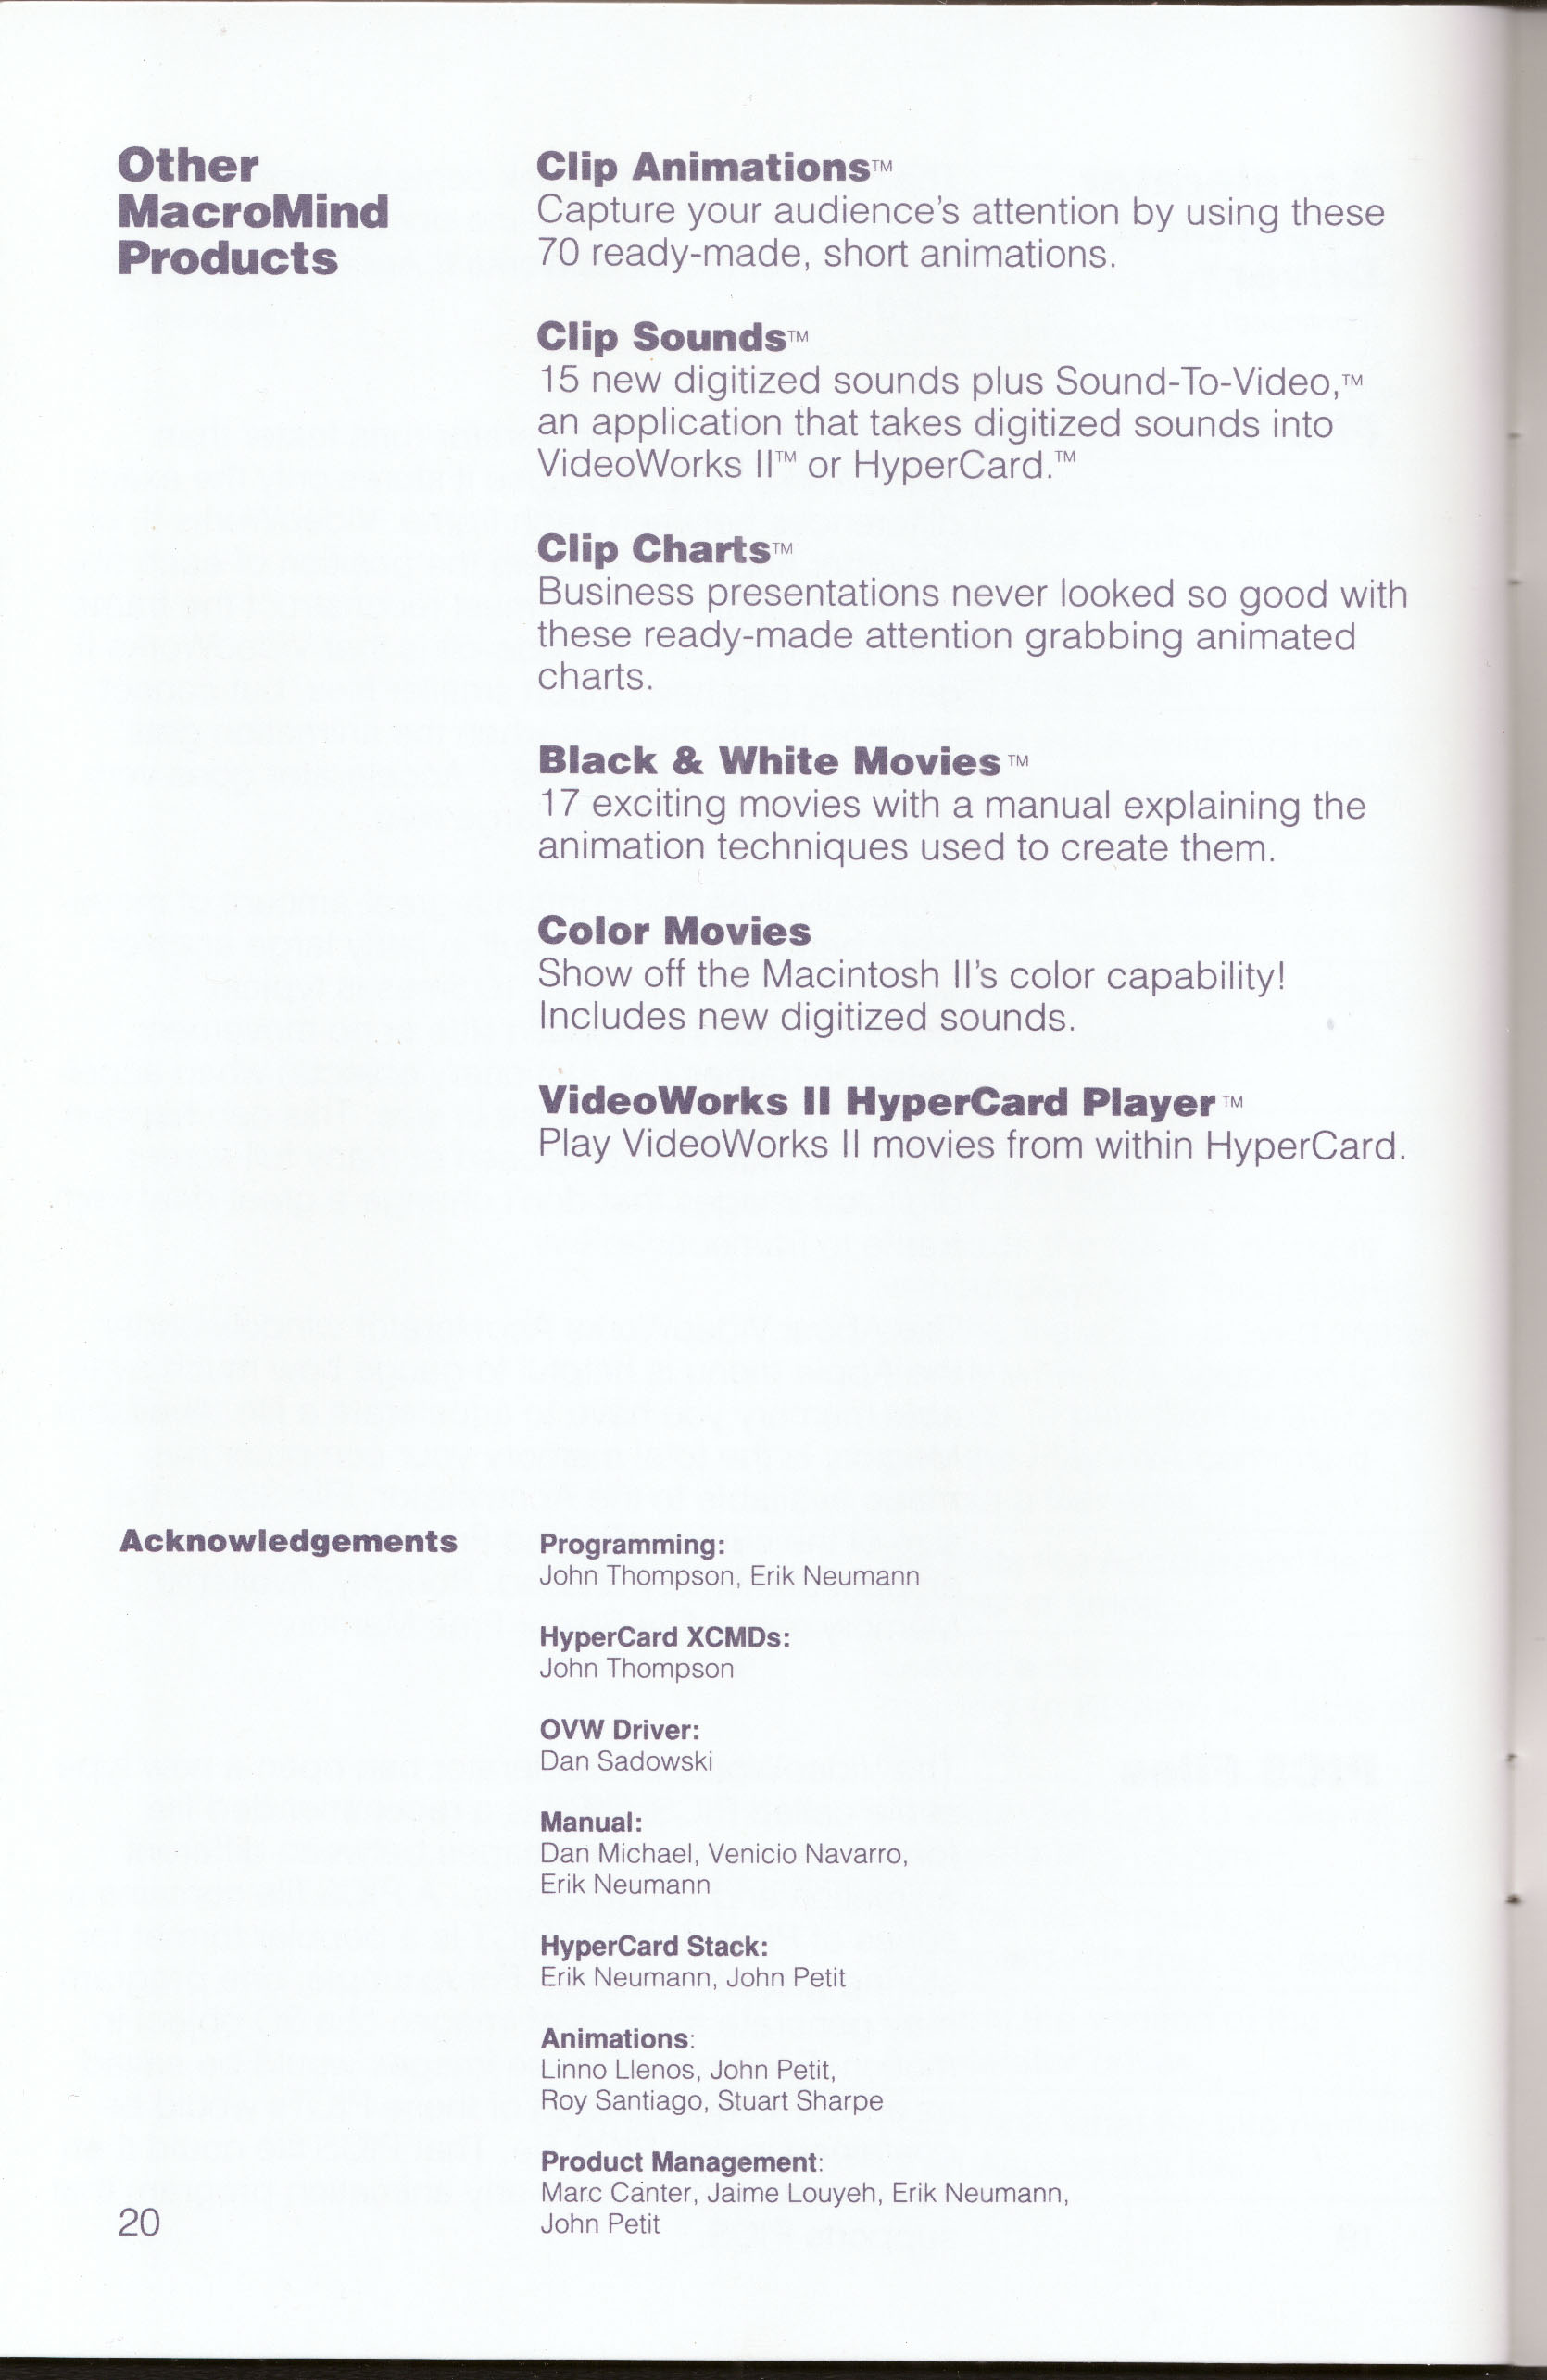 Other
MacroMind
Products
Clip Animations™
Capture your audience's attention by using these
70 ready-made, short animations.
Clip Sounds™
15 new digitized sounds plus Sound-To-Video,™
an application that takes digitized sounds into
VideoWorks II™ or HyperCard.™
Clip Charts™
Business presentations never looked so good with
these ready-made attention grabbing animated
charts.
Black & White Movies™
17 exciting movies with a manual explaining the
animation techniques used to create them.
Color Movies
Show off the Macintosh II's color capability!
Includes new digitized sounds.
VideoWorks II HyperCard Player™
Play VideoWorks II movies from within HyperCard.
Acknowledgements
Programming:
John Thompson, Erik Neumann
HyperCard XCMDs:
John Thompson
OVW Driver:
Dan Sadowski
Manual:
Dan Michael, Venicio Navarro,
Erik Neumann
HyperCard Stack:
Erik Neumann, John Petit
Animations:
Linno Llenos, John Petit,
Roy Santiago, Stuart Sharpe
Product Management:
Marc Canter, Jaime Louyeh, Erik Neumann,
John Petit
20